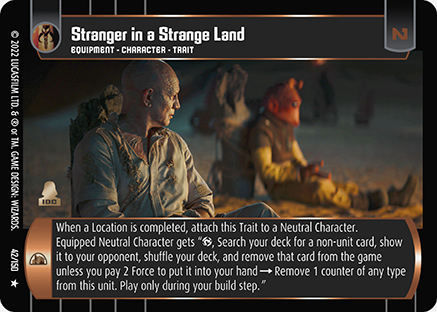 Stranger in a Strange Land
EQUIPMENT • CHARACTER • TRAIT
N
© 2022 LUCASFILM LTD. & ® or TM. GAME DESIGN: WIZARDS.
42/150
When a Location is completed, attach this Trait to a Neutral Character.
Equipped Neutral Character gets “, Search your deck for a non-unit card, show
it to your opponent, shuffle your deck, and remove that card from the game
unless you pay 2 Force to put it into your hand → Remove 1 counter of any type
from this unit. Play only during your build step.”